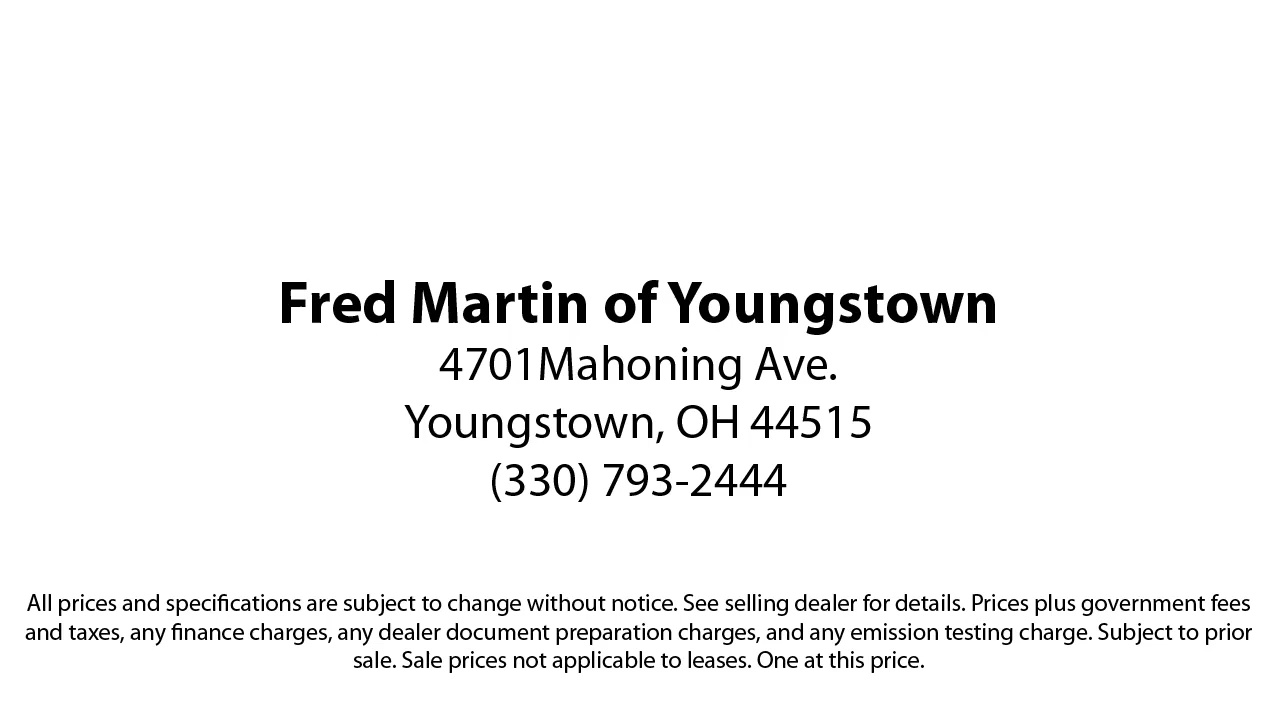 Fred Martin of Youngstown
4701Mahoning Ave.
Youngstown, OH 44515
(330) 793-2444
All prices and specifications are subject to change without notice. See selling dealer for details. Prices plus government fees
and taxes, any finance charges, any dealer document preparation charges, and any emission testing charge. Subject to prior
sale. Sale prices not applicable to leases. One at this price.